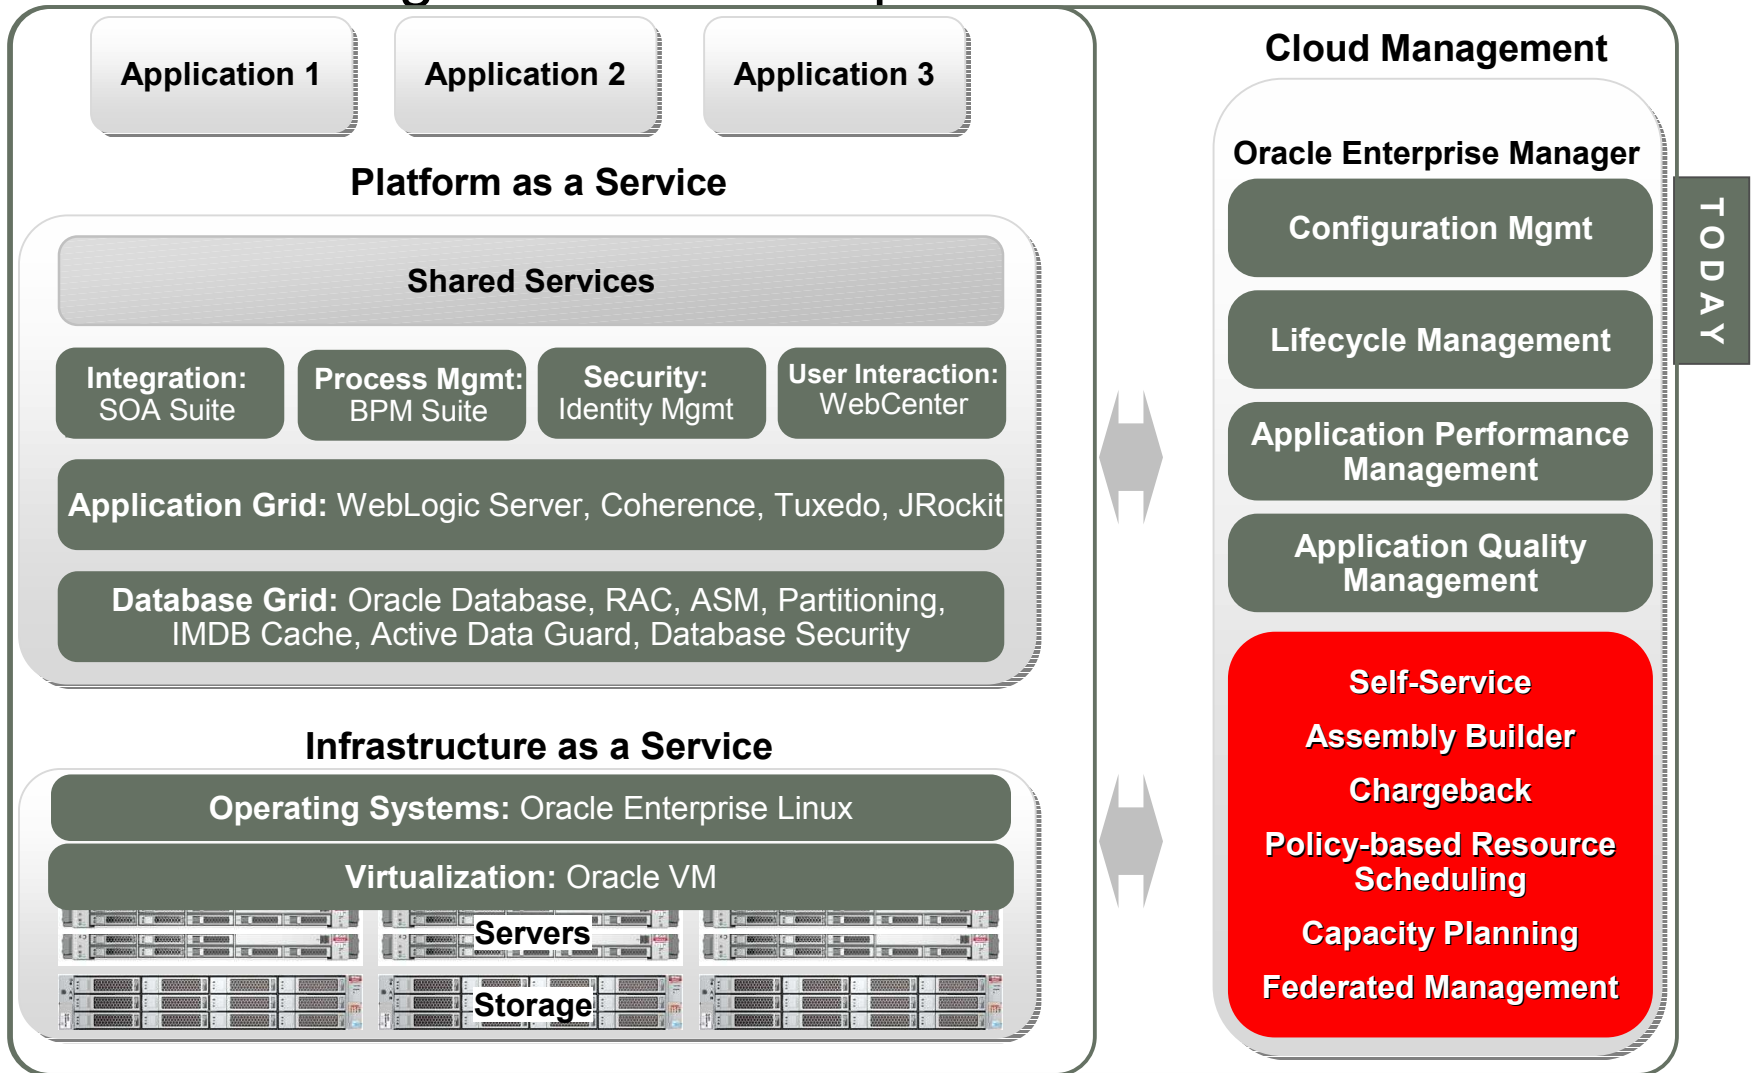 Application 1
Application 2
Application 3
Platform as a Service
Shared Services
Integration:
SOA Suite
Process Mgmt:
BPM Suite
Security:
Identity Mgmt
User Interaction:
WebCenter
Application Grid: WebLogic Server, Coherence, Tuxedo, JRockit
Database Grid: Oracle Database, RAC, ASM, Partitioning,
IMDB Cache, Active Data Guard, Database Security
Infrastructure as a Service
Operating Systems: Oracle Enterprise Linux
Virtualization: Oracle VM
Servers
Storage
Cloud Management
Oracle Enterprise Manager
Configuration Mgmt
Lifecycle Management
Application Performance
Management
Application Quality
Management
Self-Service
Assembly Builder
Chargeback
Policy-based Resource
Scheduling
Capacity Planning
Federated Management
TODAY